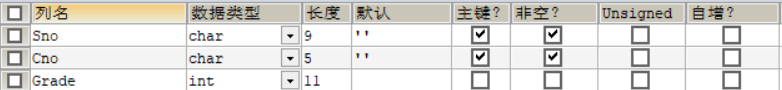 列名 数据类型 长度 默认 主键? 非空? Unsigned 自增?
Sno char 9 '' 
Cno char 5 '' 
Grade int 11